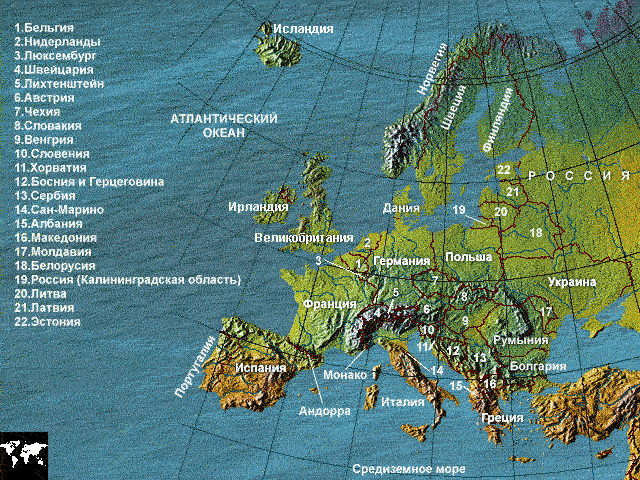 1.Бельгия
2.Нидерланды
3.Люксембург
4.Швейцария
5.Лихтенштейн
6.Австрия
7.Чехия
8.Словакия
9.Венгрия
10.Словения
11.Хорватия
12.Босния и Герцеговина
13.Сербия
14.Сан-Марино
15.Албания
16.Македония
17.Молдавия
18.Белорусия
19.Россия (Калининградская область)
20.Литва
21.Латвия
22.Эстония
Исландия
АТЛАНТИЧЕСКИЙ
ОКЕАН
Норвегия
Швеция
Финляндия
22
РОССИЯ
21
Ирландия
Дания
19
20
18
Великобритания
2
3
1
Германия
Польша
7
Украина
5
8
Франция
4
6
17
9
10
Румыния
11
12
13
Португалия
Испания
Монако
1
14
15
16
Болгария
Андорра
Италия
Греция
Средиземное море